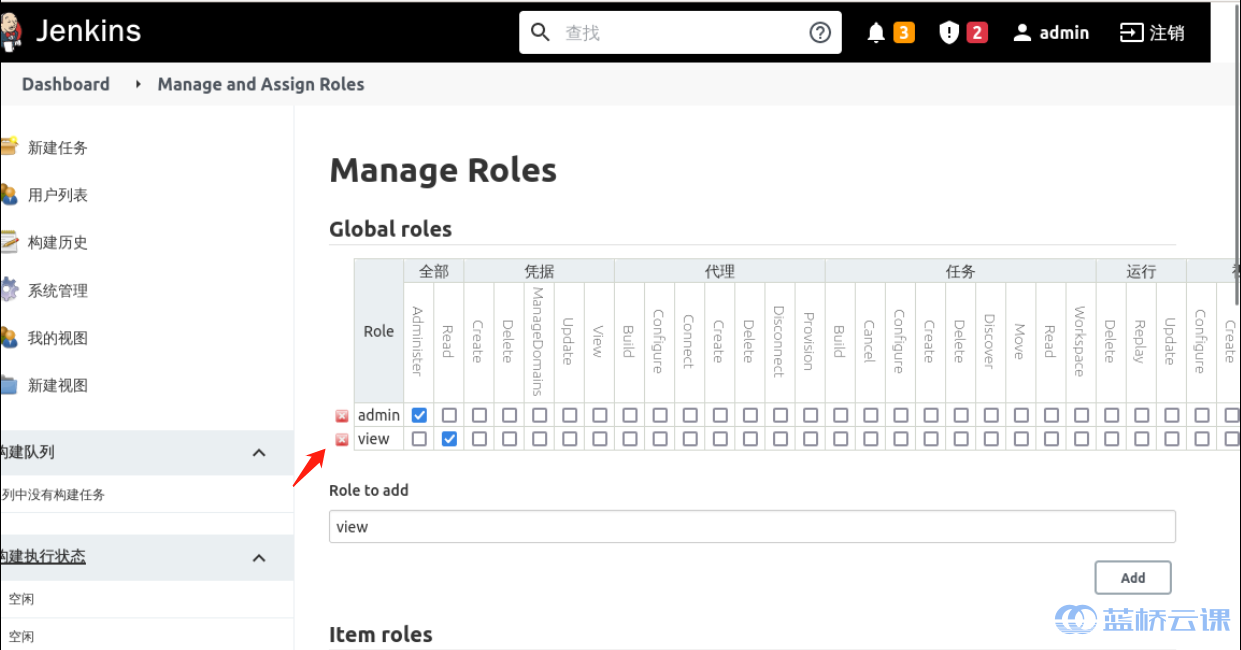 Jenkins
查找
3
2
admin
注销
Dashboard
Manage and Assign Roles
新建任务
用户列表
构建历史
系统管理
我的视图
新建视图
构建队列
列中没有构建任务
构建执行状态
空闲
空闲
Manage Roles
Global roles
Role
全部
凭据
代理
任务
运行
Administer
Read
Create
Delete
ManageDomains
Update
View
Build
Configure
Connect
Create
Delete
Disconnect
Provision
Build
Cancel
Configure
Create
Delete
Discover
Move
Read
Workspace
Delete
Replay
Update
Configure
Create
admin
view
Role to add
view
Add
Item roles
蓝桥云课